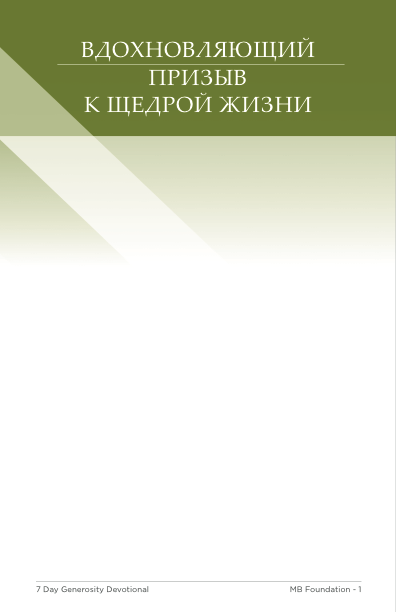 ВДОХНОВЛЯЮЩИЙ
ПРИЗЫВ
К ЩЕДРОЙ ЖИЗНИ
7 Day Generosity Devotional MB Foundation - 1